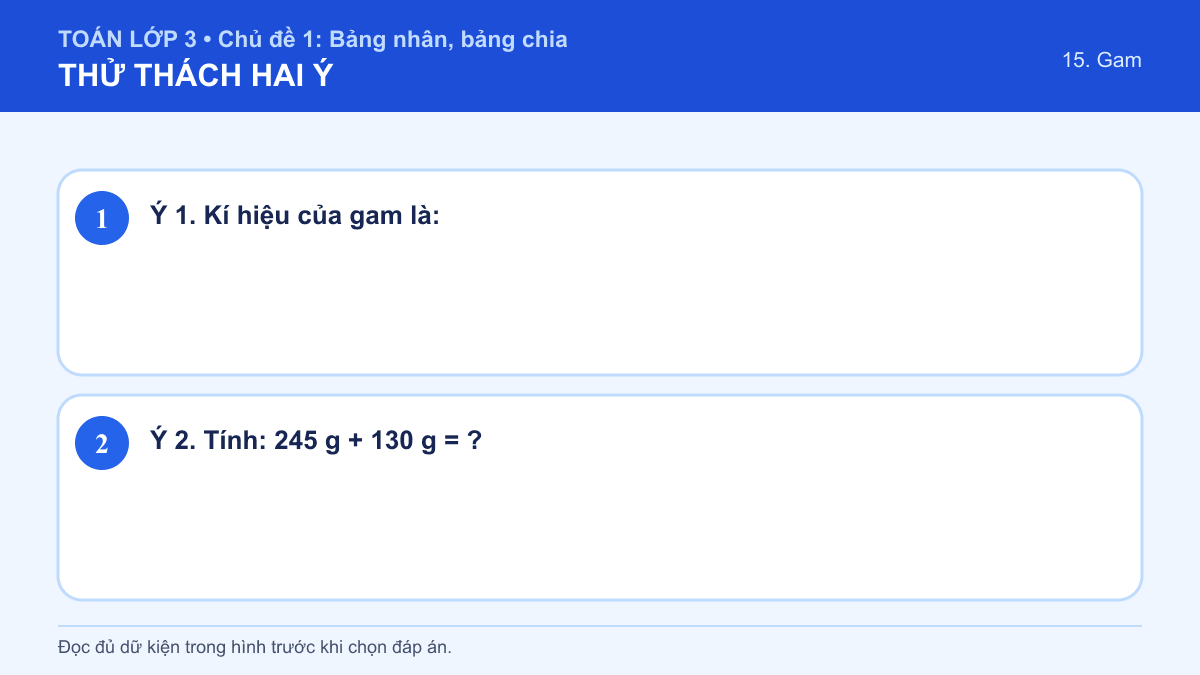 TOÁN LỚP 3 • Chủ đề 1: Bảng nhân, bảng chia
THỬ THÁCH HAI Ý
15. Gam
1
Ý 1. Kí hiệu của gam là:
2
Ý 2. Tính: 245 g + 130 g = ?
Đọc đủ dữ kiện trong hình trước khi chọn đáp án.